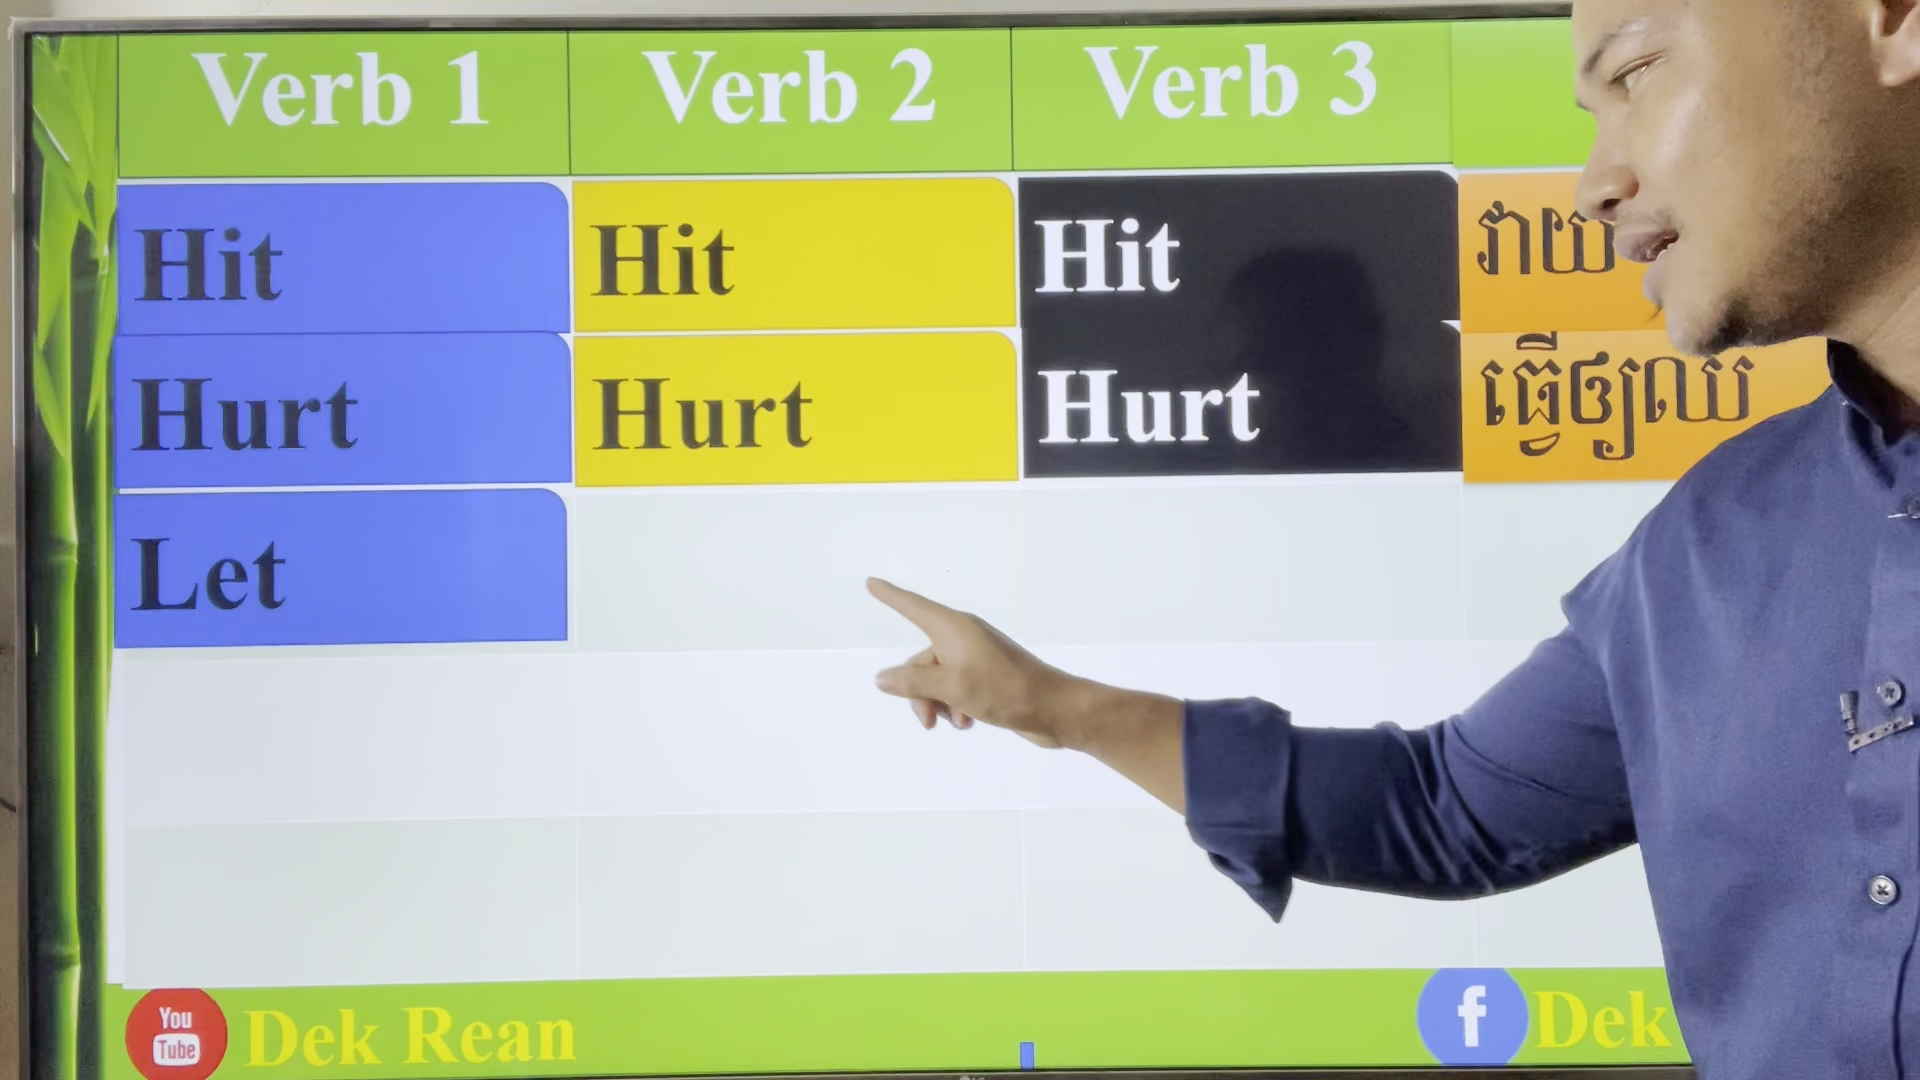 Verb 1 Verb 2 Verb 3
Hit Hit Hit វាយ
Hurt Hurt Hurt ធ្វើឲ្យឈឺ
Let
You Tube Dek Rean f Dek